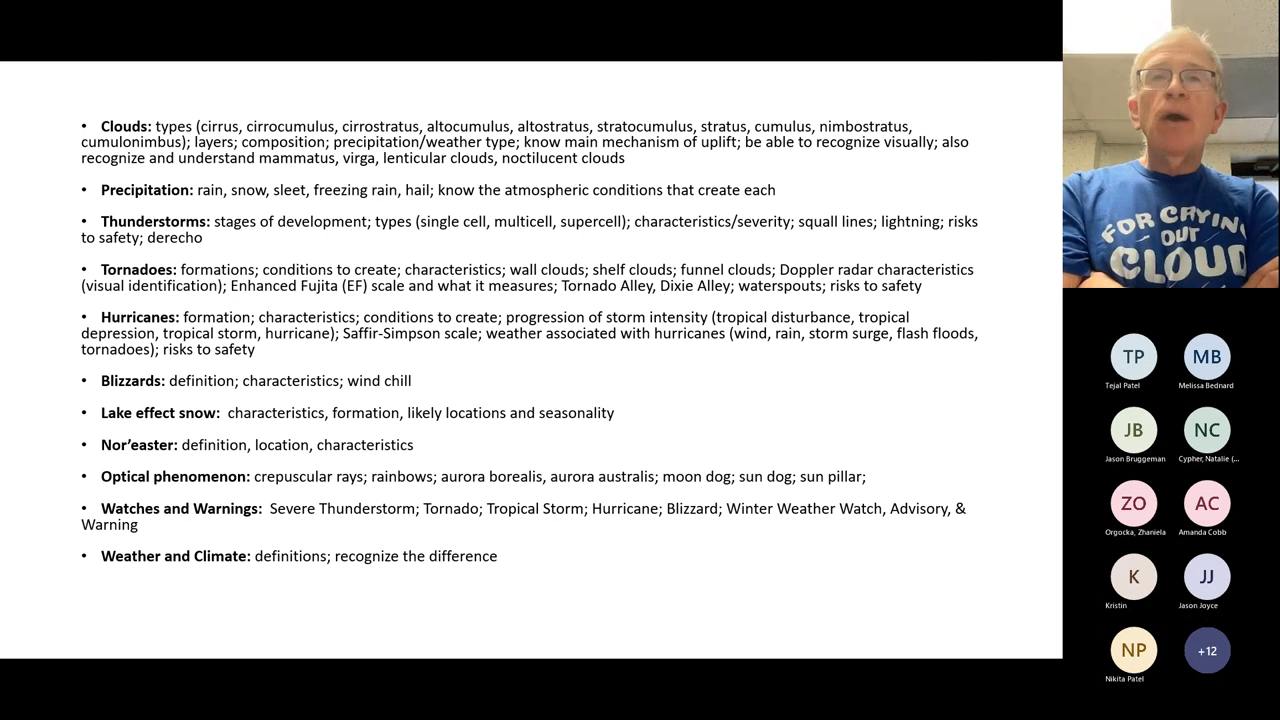 • Clouds: types (cirrus, cirrocumulus, cirrostratus, altocumulus, altostratus, stratocumulus, stratus, cumulus, nimbostratus,
cumulonimbus); layers; composition; precipitation/weather type; know main mechanism of uplift; be able to recognize visually; also
recognize and understand mammatus, virga, lenticular clouds, noctilucent clouds
• Precipitation: rain, snow, sleet, freezing rain, hail; know the atmospheric conditions that create each
• Thunderstorms: stages of development; types (single cell, multicell, supercell); characteristics/severity; squall lines; lightning; risks
to safety; derecho
• Tornadoes: formations; conditions to create; characteristics; wall clouds; shelf clouds; funnel clouds; Doppler radar characteristics
(visual identification); Enhanced Fujita (EF) scale and what it measures; Tornado Alley, Dixie Alley; waterspouts; risks to safety
• Hurricanes: formation; characteristics; conditions to create; progression of storm intensity (tropical disturbance, tropical
depression, tropical storm, hurricane); Saffir-Simpson scale; weather associated with hurricanes (wind, rain, storm surge, flash floods,
tornadoes); risks to safety
• Blizzards: definition; characteristics; wind chill
• Lake effect snow: characteristics, formation, likely locations and seasonality
• Nor’easter: definition, location, characteristics
• Optical phenomenon: crepuscular rays; rainbows; aurora borealis, aurora australis; moon dog; sun dog; sun pillar;
• Watches and Warnings: Severe Thunderstorm; Tornado; Tropical Storm; Hurricane; Blizzard; Winter Weather Watch, Advisory, &
Warning
• Weather and Climate: definitions; recognize the difference
FOR CRYIN
OUT
CLOUD
TP
MB
Tejal Patel
Melissa Bednard
JB
NC
Jason Bruggeman
Cypher, Natalie (...
ZO
AC
Orgocka, Zhaniela
Amanda Cobb
K
JJ
Kristin
Jason Joyce
NP
+12
Nikita Patel